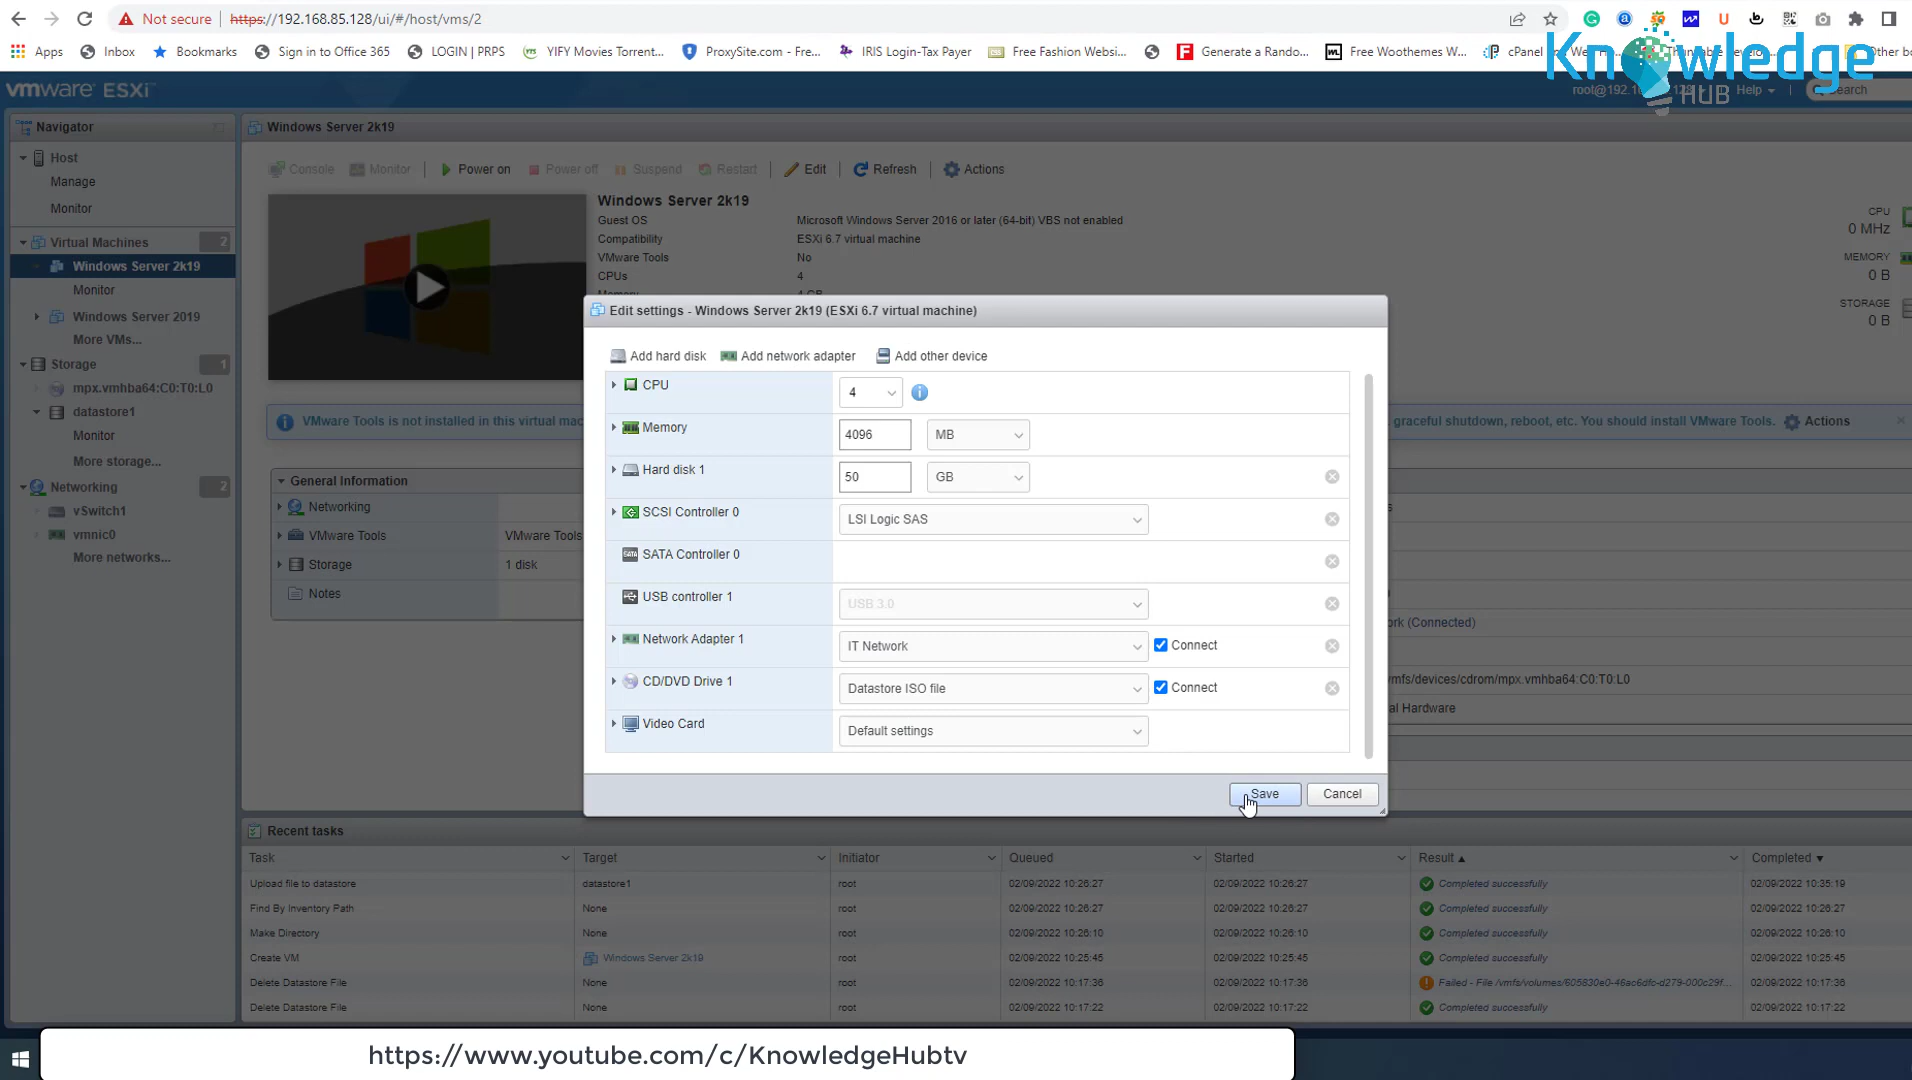 Not secure https://192.168.85.128/ui/#/host/vms/2
Apps Inbox Bookmarks Sign in to Office 365 LOGIN | PRPS YIFY Movies Torrent... ProxySite.com - Fre... IRIS Login-Tax Payer Free Fashion Websi... Generate a Rando... Free Woothemes W...
Knowledge
HUB
vmware ESXi
Help
Navigator
Host
Manage
Monitor
Virtual Machines 2
Windows Server 2k19
Monitor
Windows Server 2019
More VMs...
Storage 1
mpx.vmhba64:C0:T0:L0
datastore1
Monitor
More storage...
Networking 2
vSwitch1
vmnic0
More networks...
Windows Server 2k19
Console Monitor Power on Power off Suspend Restart Edit Refresh Actions
Windows Server 2k19
Guest OS Microsoft Windows Server 2016 or later (64-bit) VBS not enabled
Compatibility ESXi 6.7 virtual machine
VMware Tools No
CPUs 4
CPU
0 MHz
MEMORY
0 B
STORAGE
0 B
VMware Tools is not installed in this virtual mac
graceful shutdown, reboot, etc. You should install VMware Tools. Actions
General Information
Networking
VMware Tools VMware Tools
Storage 1 disk
Notes
rk (Connected)
mfs/devices/cdrom/mpx.vmhba64:C0:T0:L0
al Hardware
Edit settings - Windows Server 2k19 (ESXi 6.7 virtual machine)
Add hard disk Add network adapter Add other device
CPU 4
Memory 4096 MB
Hard disk 1 50 GB
SCSI Controller 0 LSI Logic SAS
SATA Controller 0
USB controller 1 USB 3.0
Network Adapter 1 IT Network Connect
CD/DVD Drive 1 Datastore ISO file Connect
Video Card Default settings
Save Cancel
Recent tasks
Task Target Initiator Queued Started Result Completed
Upload file to datastore datastore1 root 02/09/2022 10:26:27 02/09/2022 10:26:27 Completed successfully 02/09/2022 10:35:19
Find By Inventory Path None root 02/09/2022 10:26:27 02/09/2022 10:26:27 Completed successfully 02/09/2022 10:26:27
Make Directory None root 02/09/2022 10:26:10 02/09/2022 10:26:10 Completed successfully 02/09/2022 10:26:10
Create VM Windows Server 2k19 root 02/09/2022 10:25:45 02/09/2022 10:25:45 Completed successfully 02/09/2022 10:25:45
Delete Datastore File None root 02/09/2022 10:17:36 02/09/2022 10:17:36 Failed - File /vmfs/volumes/605830e0-46ac6dfc-d279-000c29f... 02/09/2022 10:17:36
Delete Datastore File None root 02/09/2022 10:17:22 02/09/2022 10:17:22 Completed successfully 02/09/2022 10:17:22
https://www.youtube.com/c/KnowledgeHubtv